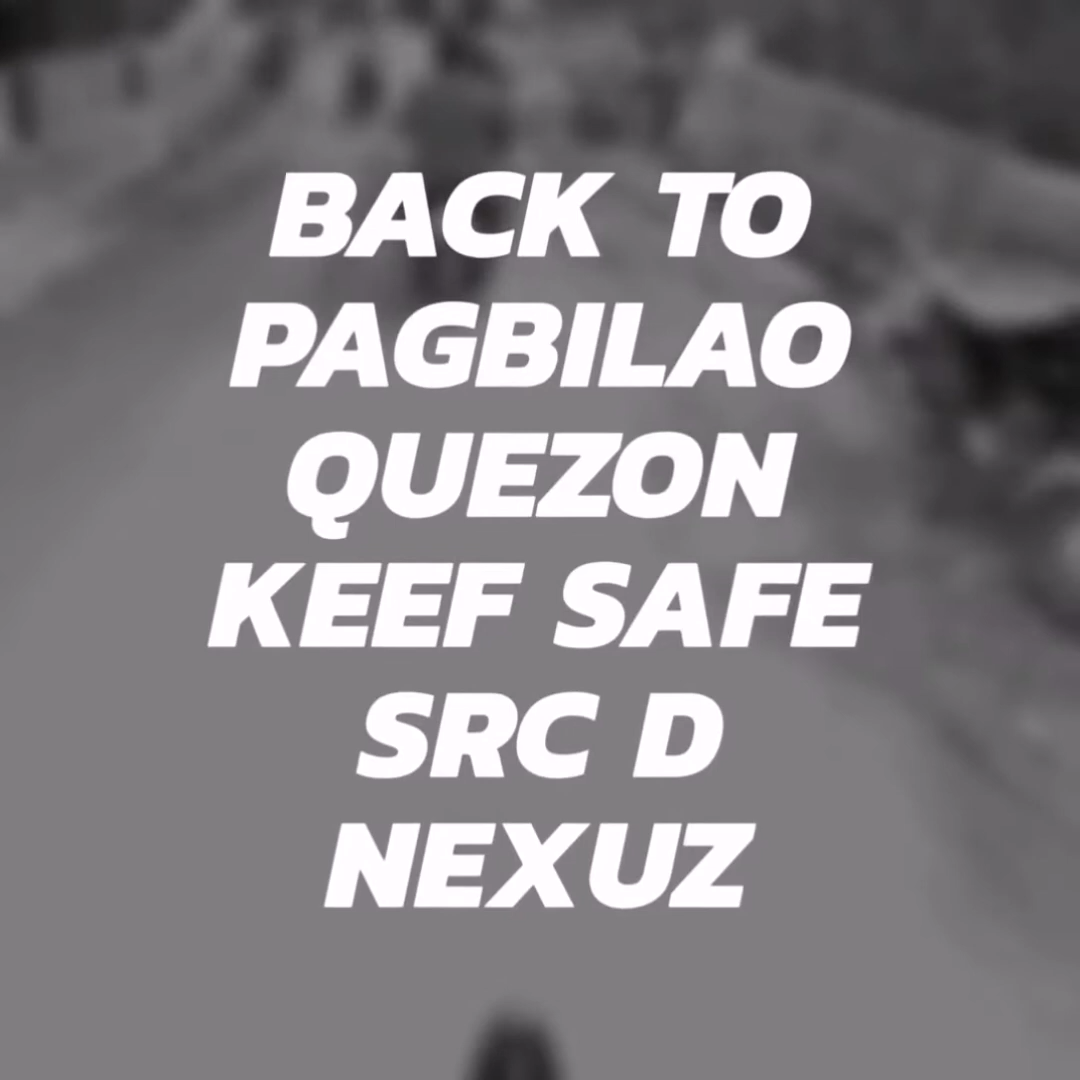 BACK TO
PAGBILAO
QUEZON
KEEF SAFE
SRC D
NEXUZ